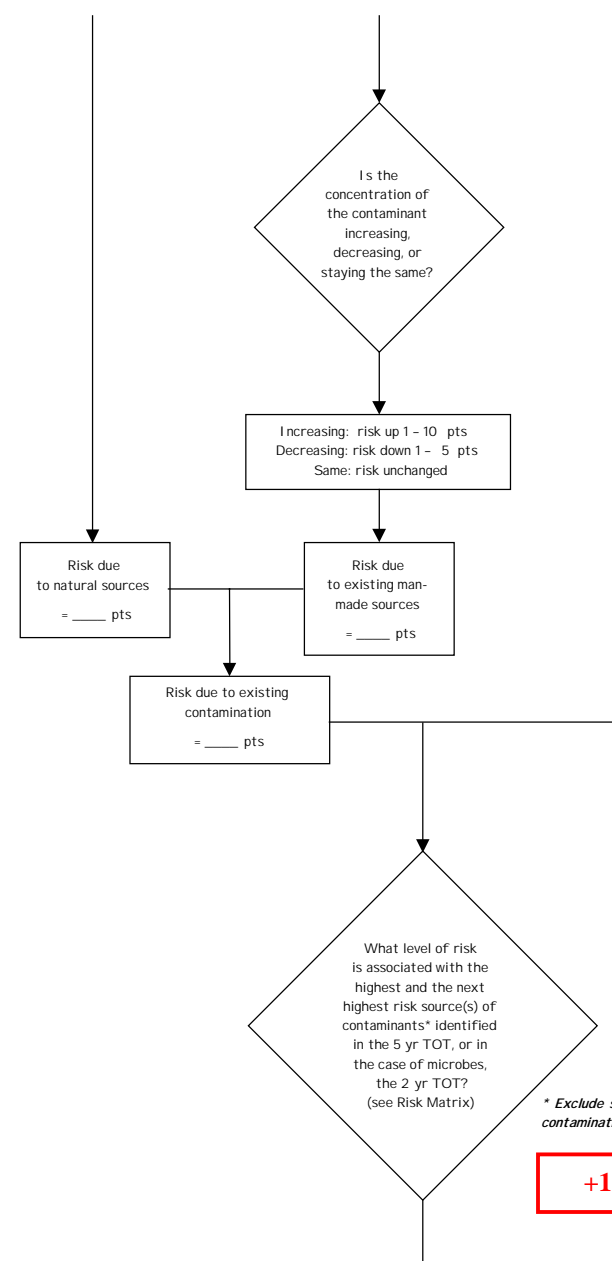 Is the
concentration of
the contaminant
increasing,
decreasing, or
staying the same?
Increasing: risk up 1 – 10 pts
Decreasing: risk down 1 – 5 pts
Same: risk unchanged
Risk due
to natural sources
= _____ pts
Risk due
to existing man-
made sources
= _____ pts
Risk due to existing
contamination
= _____ pts
What level of risk
is associated with the
highest and the next
highest risk source(s) of
contaminants* identified
in the 5 yr TOT, or in
the case of microbes,
the 2 yr TOT?
(see Risk Matrix)
* Exclude
+1